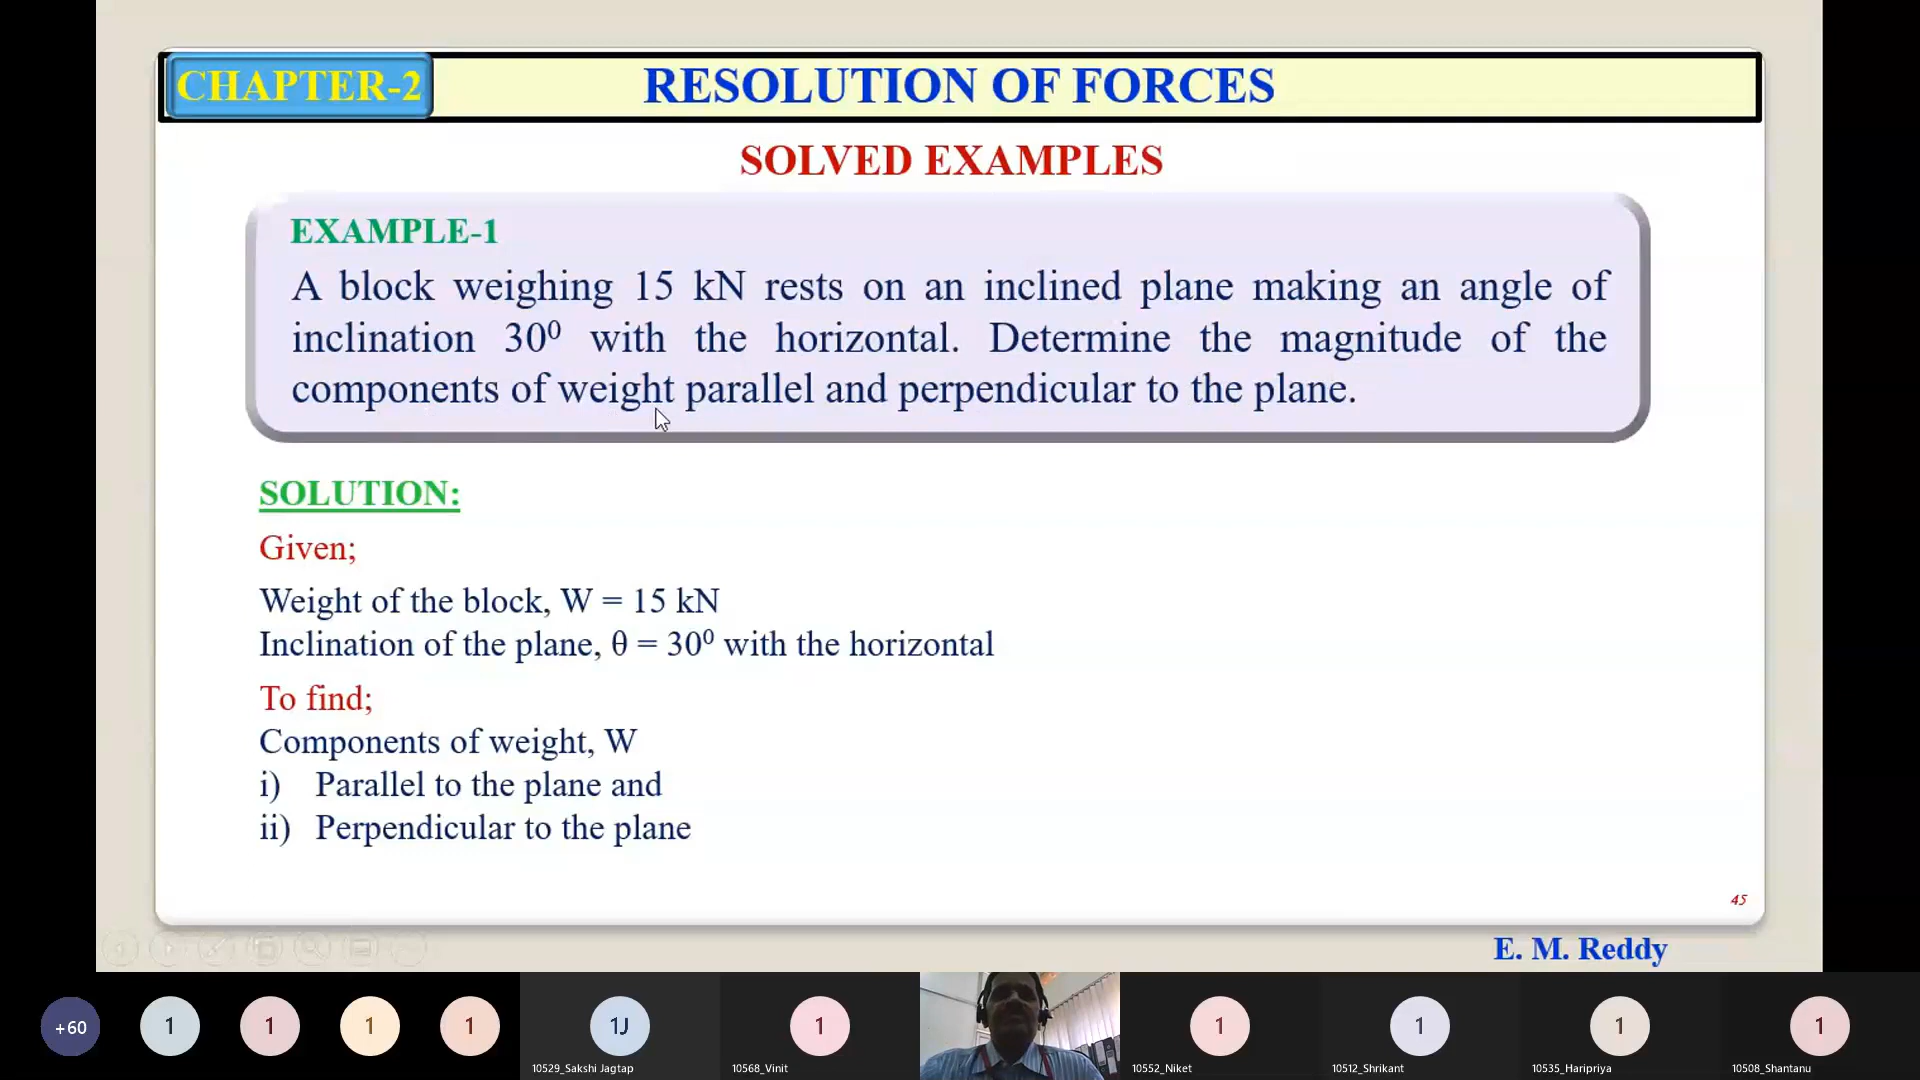 CHAPTER-2
RESOLUTION OF FORCES
SOLVED EXAMPLES
EXAMPLE-1
A block weighing 15 kN rests on an inclined plane making an angle of
inclination 30⁰ with the horizontal. Determine the magnitude of the
components of weight parallel and perpendicular to the plane.
SOLUTION:
Given;
Weight of the block, W = 15 kN
Inclination of the plane, θ = 30⁰ with the horizontal
To find;
Components of weight, W
i) Parallel to the plane and
ii) Perpendicular to the plane
45
E. M. Reddy
+60
1
1
1
1
1J
1
1
1
1
1
10529_Sakshi Jagtap
10568_Vinit
10552_Niket
10512_Shrikant
10535_Haripriya
10508_Shantanu